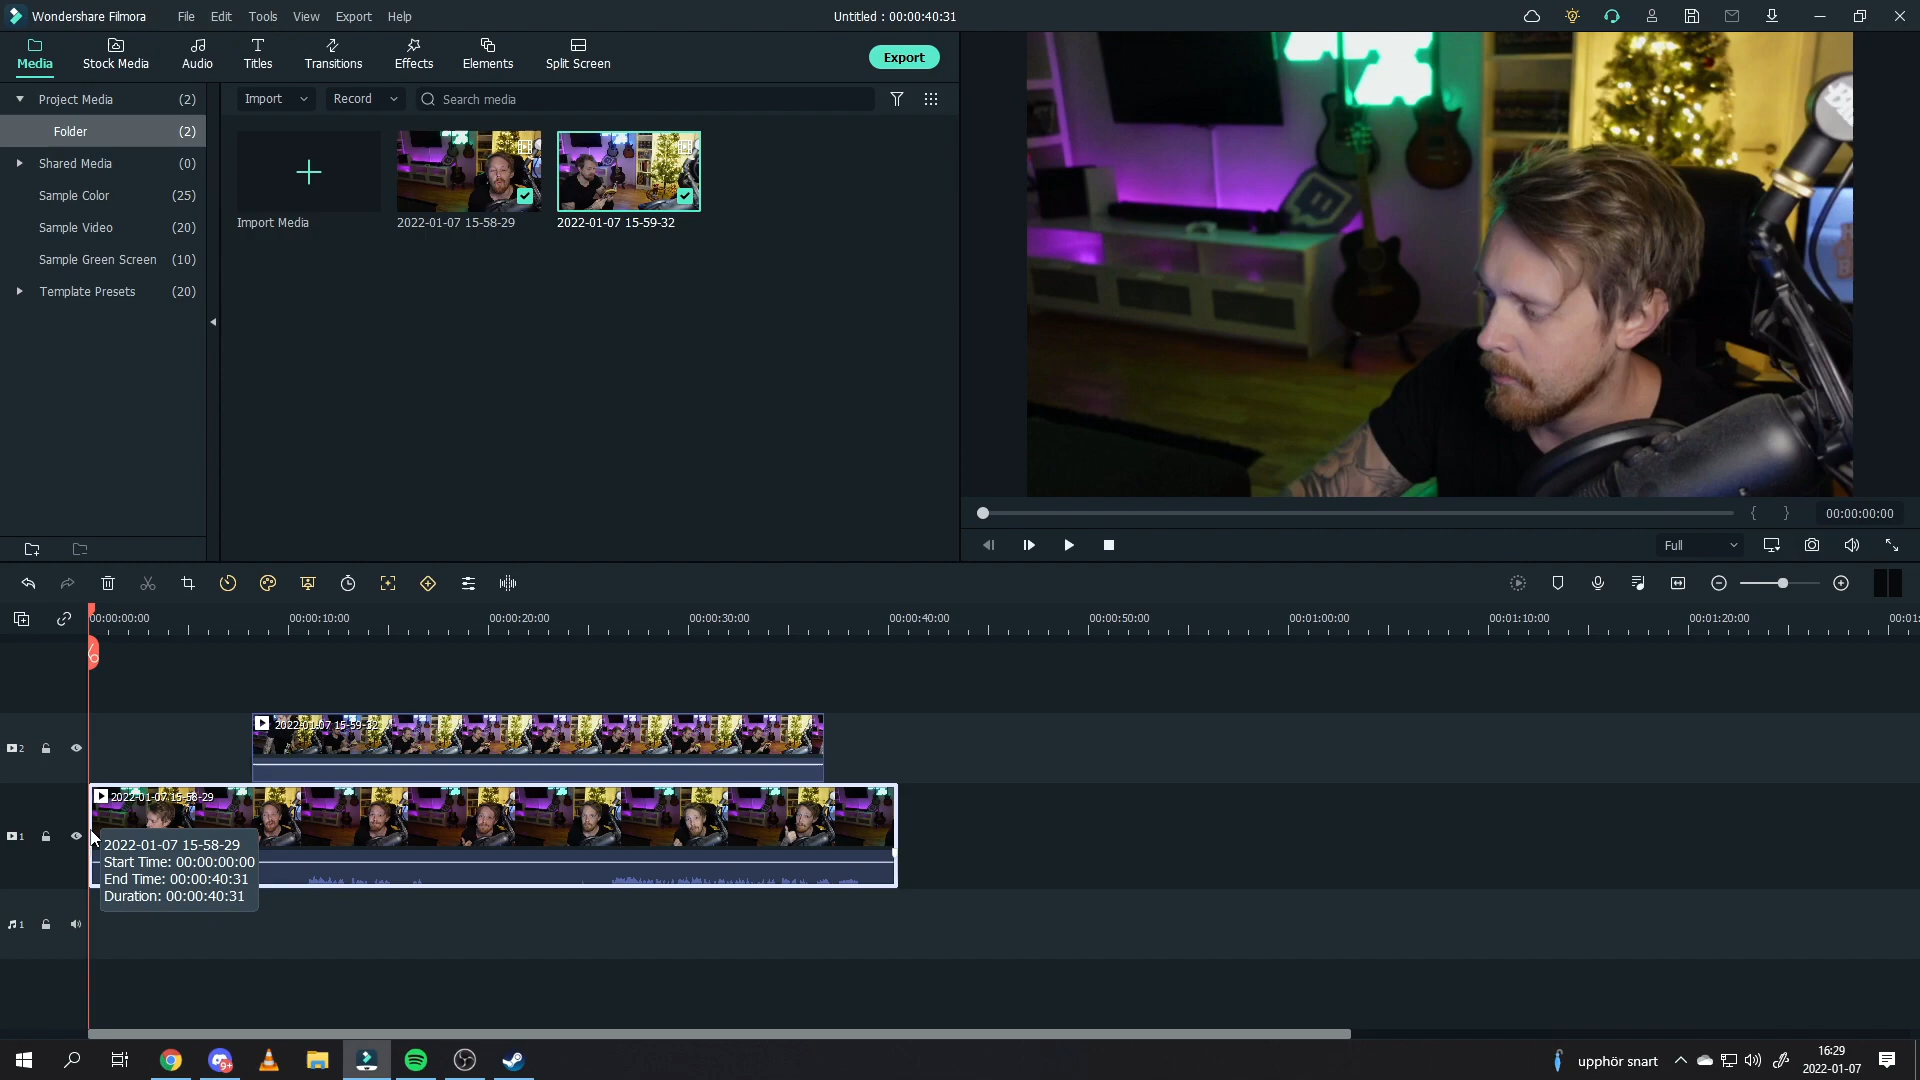 Wondershare Filmora File Edit Tools View Export Help Untitled : 00:00:40:31
Media Stock Media Audio Titles Transitions Effects Elements Split Screen Export
Project Media (2)
Folder (2)
Shared Media (0)
Sample Color (25)
Sample Video (20)
Sample Green Screen (10)
Template Presets (20)
Import Record Search media
Import Media 2022-01-07 15-58-29 2022-01-07 15-59-32
00:00:00:00
Full
00:00:00:00 00:00:10:00 00:00:20:00 00:00:30:00 00:00:40:00 00:00:50:00 00:01:00:00 00:01:10:00 00:01:20:00 00:01:
2 2022-01-07 15-59-32
1 2022-01-07 15-58-29
2022-01-07 15-58-29
Start Time: 00:00:00:00
End Time: 00:00:40:31
Duration: 00:00:40:31
1
9+
upphör snart
16:29
2022-01-07